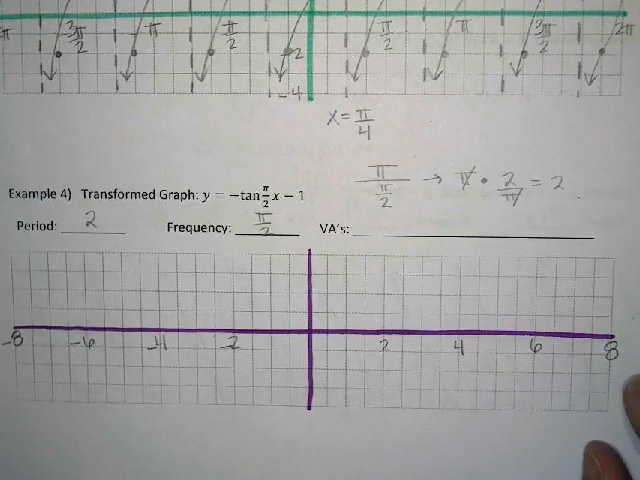 π 3π/2 π π/2 2 π/2 π 3π/2 2π
-4
x = π/4
π / π/2 → π · 2/π = 2
Example 4) Transformed Graph: y = −tan π/2 x − 1
Period: 2 Frequency: π/2 VA's:
-8 -6 -4 -2 2 4 6 8